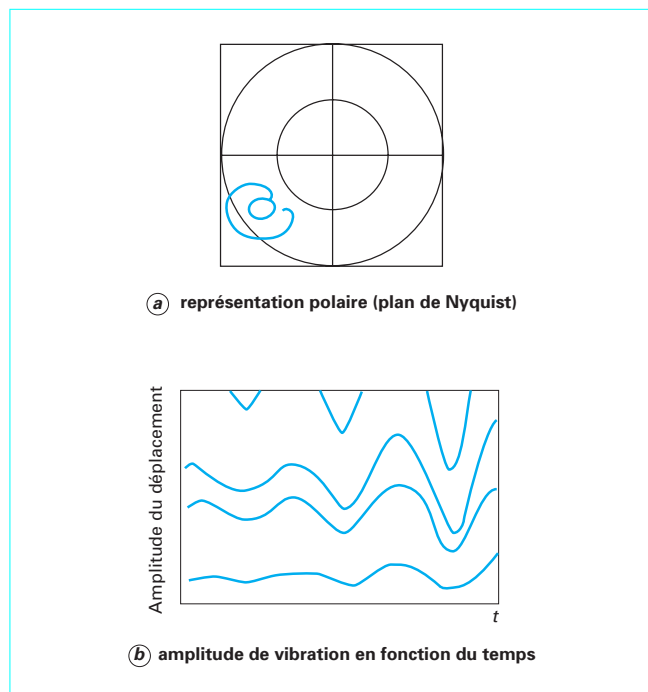 a représentation polaire (plan de Nyquist)
Amplitude du déplacement
t
b amplitude de vibration en fonction du temps